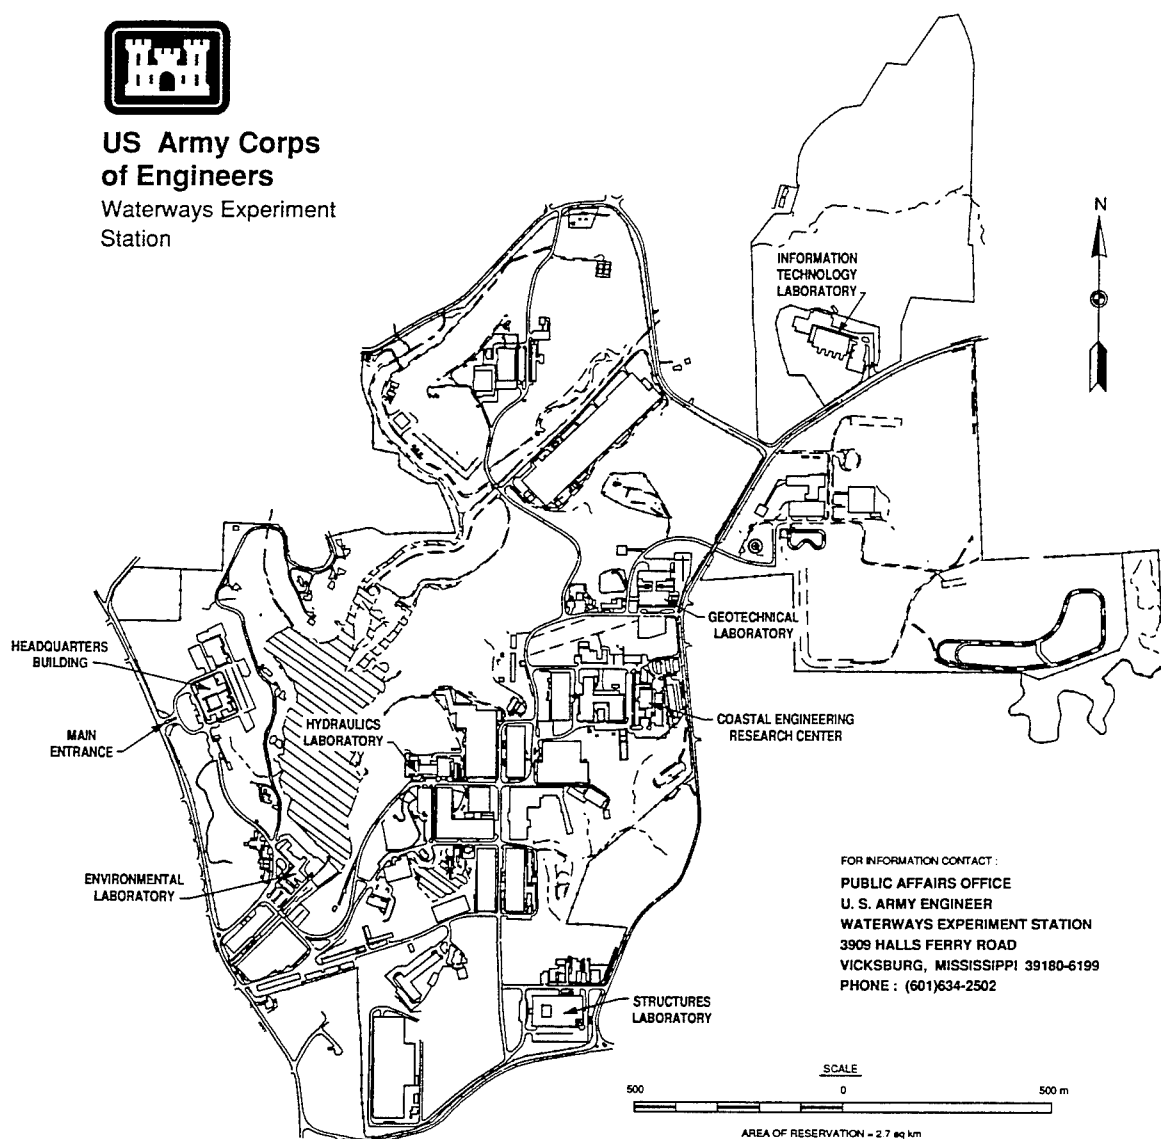 US Army Corps
of Engineers
Waterways Experiment
Station
N
INFORMATION
TECHNOLOGY
LABORATORY
GEOTECHNICAL
LABORATORY
HEADQUARTERS
BUILDING
MAIN
ENTRANCE
HYDRAULICS
LABORATORY
COASTAL ENGINEERING
RESEARCH CENTER
ENVIRONMENTAL
LABORATORY
STRUCTURES
LABORATORY
FOR INFORMATION CONTACT :
PUBLIC AFFAIRS OFFICE
U. S. ARMY ENGINEER
WATERWAYS EXPERIMENT STATION
3909 HALLS FERRY ROAD
VICKSBURG, MISSISSIPPI 39180-6199
PHONE : (601)634-2502
SCALE
500 0 500 m
AREA OF RESERVATION - 2.7 sq km